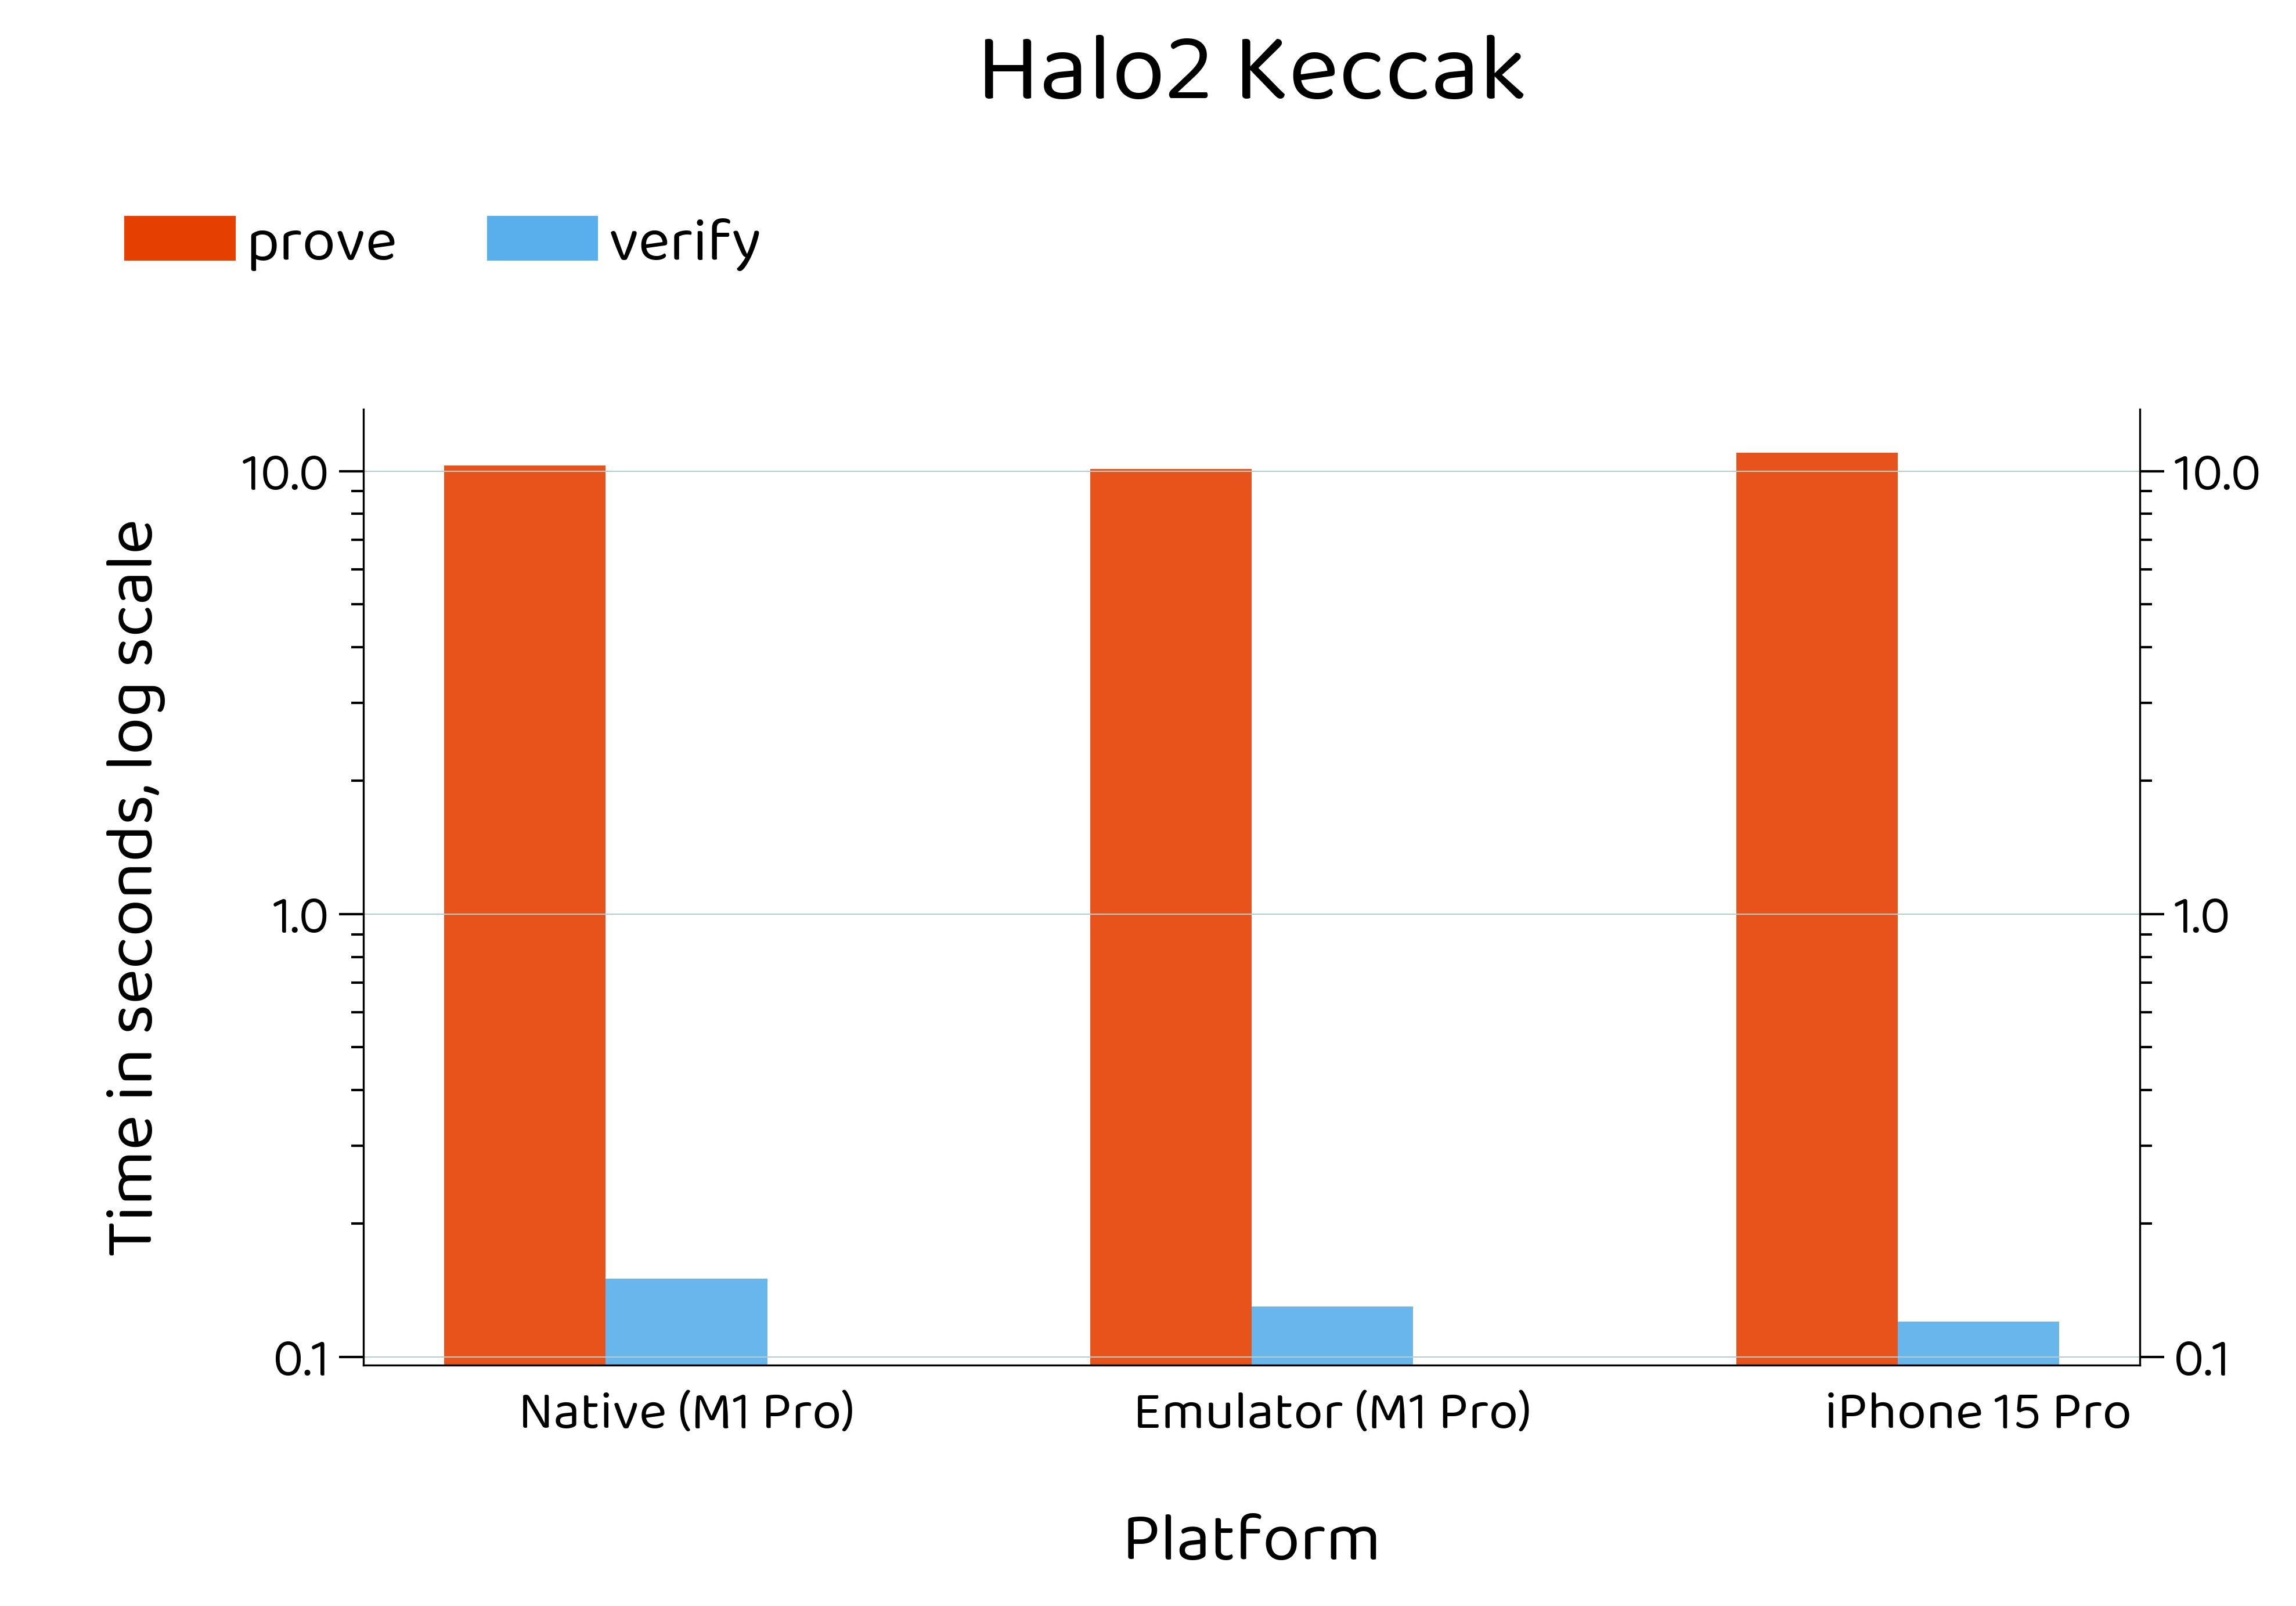 Halo2 Keccak
prove
verify
Time in seconds, log scale
10.0
1.0
0.1
10.0
1.0
0.1
Native (M1 Pro)
Emulator (M1 Pro)
iPhone 15 Pro
Platform